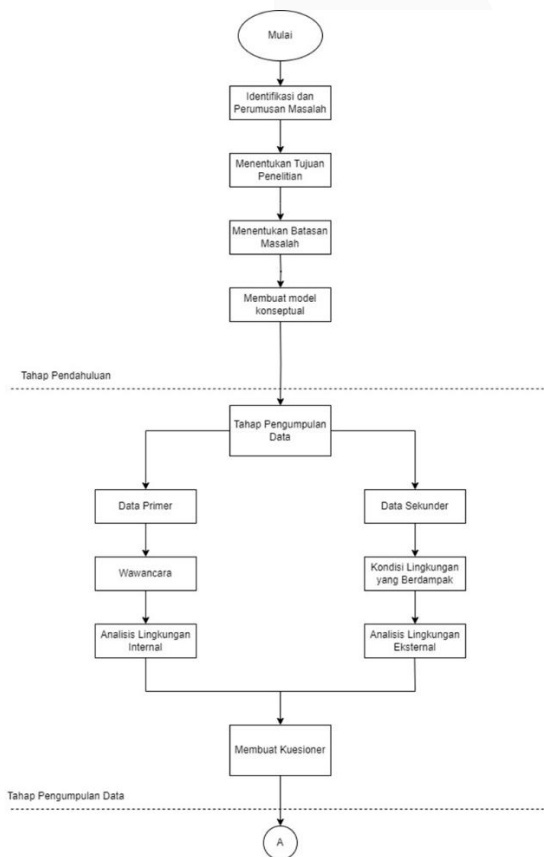 Mulai
Identifikasi dan
Perumusan Masalah
Menentukan Tujuan
Penelitian
Menentukan Batasan
Masalah
Membuat model
konseptual
Tahap Pendahuluan
Tahap Pengumpulan
Data
Data Primer
Data Sekunder
Wawancara
Kondisi Lingkungan
yang Berdampak
Analisis Lingkungan
Internal
Analisis Lingkungan
Eksternal
Membuat Kuesioner
Tahap Pengumpulan Data
A